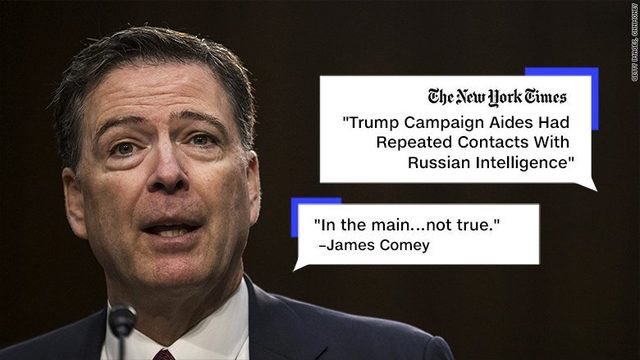 The New York Times
"Trump Campaign Aides Had
Repeated Contacts With
Russian Intelligence"
"In the main...not true."
–James Comey
GETTY IMAGES, CNNMONEY